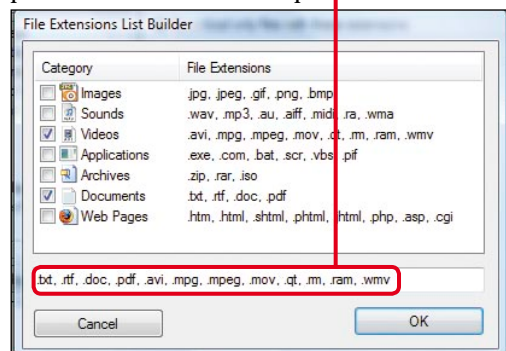 File Extensions List Builder
Category File Extensions
Images .jpg, .jpeg, .gif, .png, .bmp
Sounds .wav, .mp3, .au, .aiff, .midi, .ra, .wma
Videos .avi, .mpg, .mpeg, .mov, .qt, .rm, .ram, .wmv
Applications .exe, .com, .bat, .scr, .vbs, .pif
Archives .zip, .rar, .iso
Documents .txt, .rtf, .doc, .pdf
Web Pages .htm, .html, .shtml, .phtml, .php, .asp, .cgi
.txt, .rtf, .doc, .pdf, .avi, .mpg, .mpeg, .mov, .qt, .rm, .ram, .wmv
Cancel OK